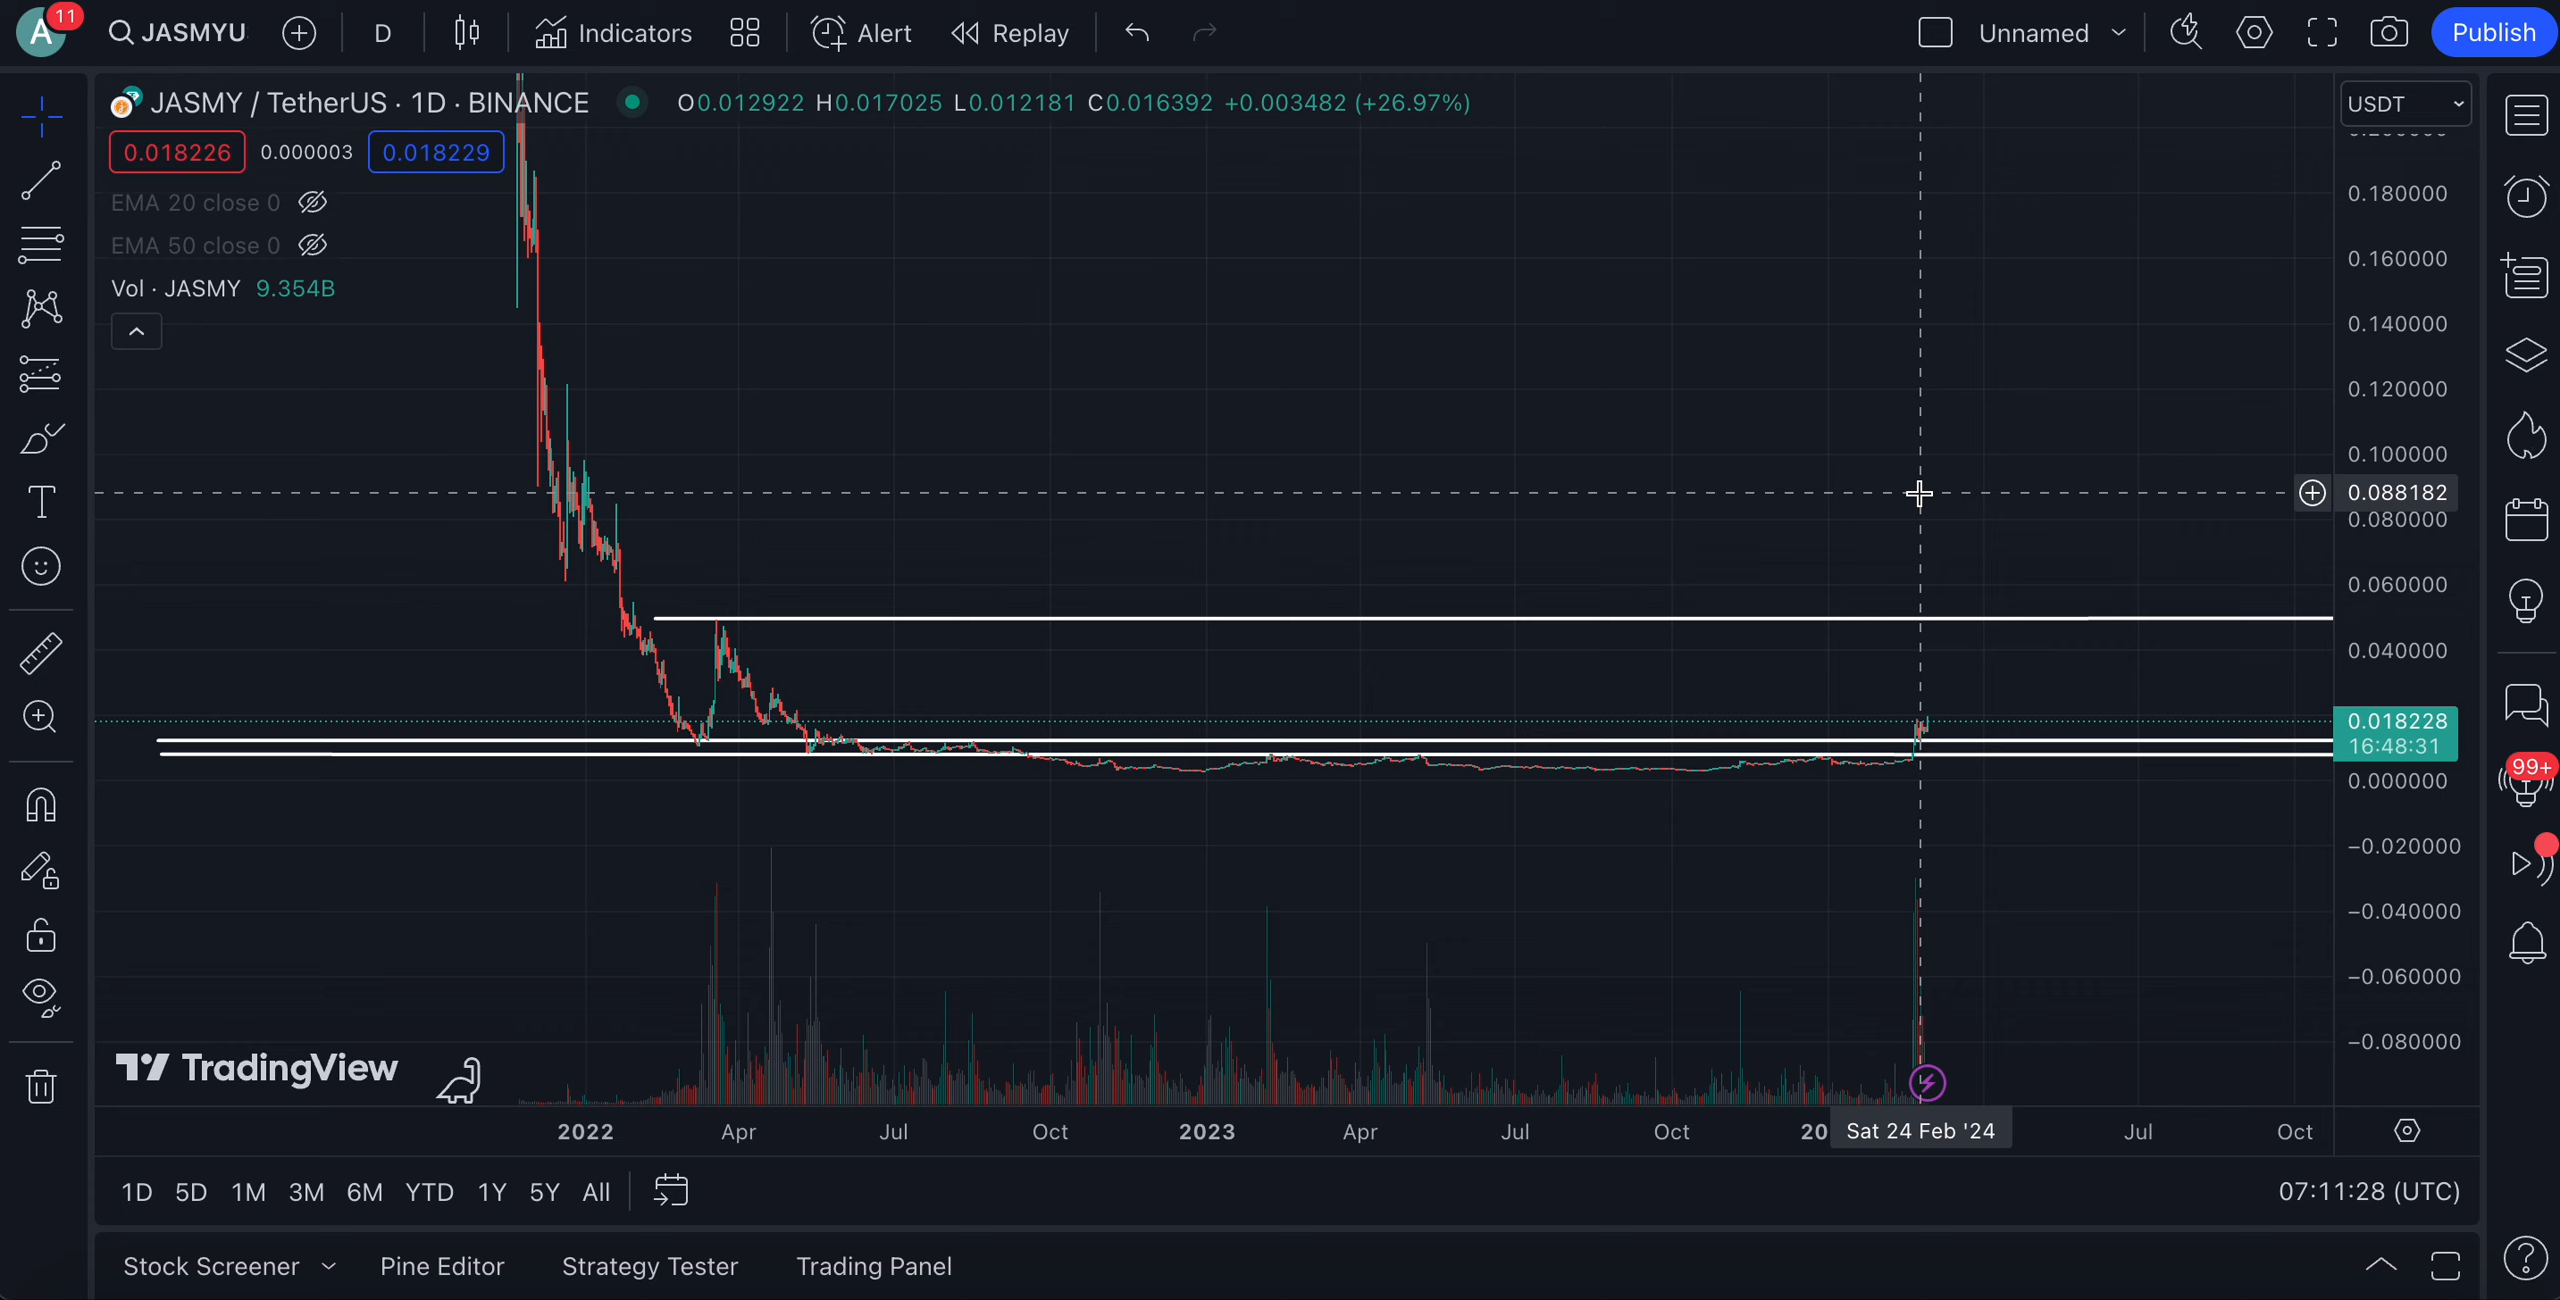 A 11 JASMYU D Indicators Alert Replay Unnamed Publish
JASMY / TetherUS · 1D · BINANCE O0.012922 H0.017025 L0.012181 C0.016392 +0.003482 (+26.97%) USDT
0.018226 0.000003 0.018229
EMA 20 close 0
EMA 50 close 0
Vol · JASMY 9.354B
0.180000
0.160000
0.140000
0.120000
0.100000
0.088182
0.080000
0.060000
0.040000
0.018228
16:48:31
0.000000
99+
−0.020000
−0.040000
−0.060000
−0.080000
TradingView
2022 Apr Jul Oct 2023 Apr Jul Oct 20 Sat 24 Feb '24 Jul Oct
1D 5D 1M 3M 6M YTD 1Y 5Y All 07:11:28 (UTC)
Stock Screener Pine Editor Strategy Tester Trading Panel